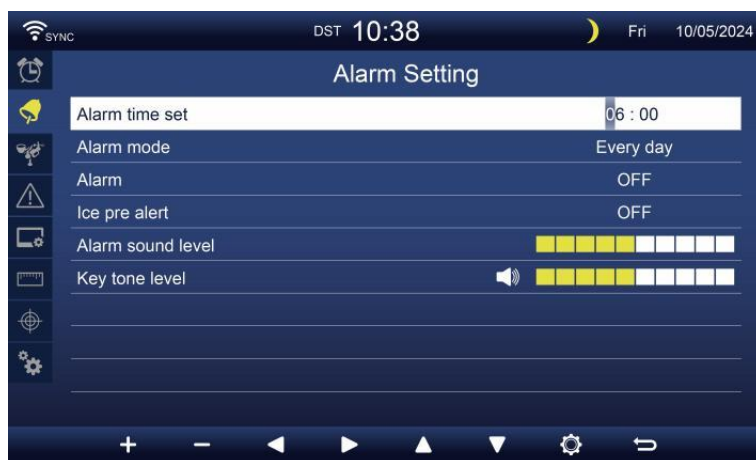 SYNC DST 10:38 Fri 10/05/2024
Alarm Setting
Alarm time set 06 : 00
Alarm mode Every day
Alarm OFF
Ice pre alert OFF
Alarm sound level
Key tone level